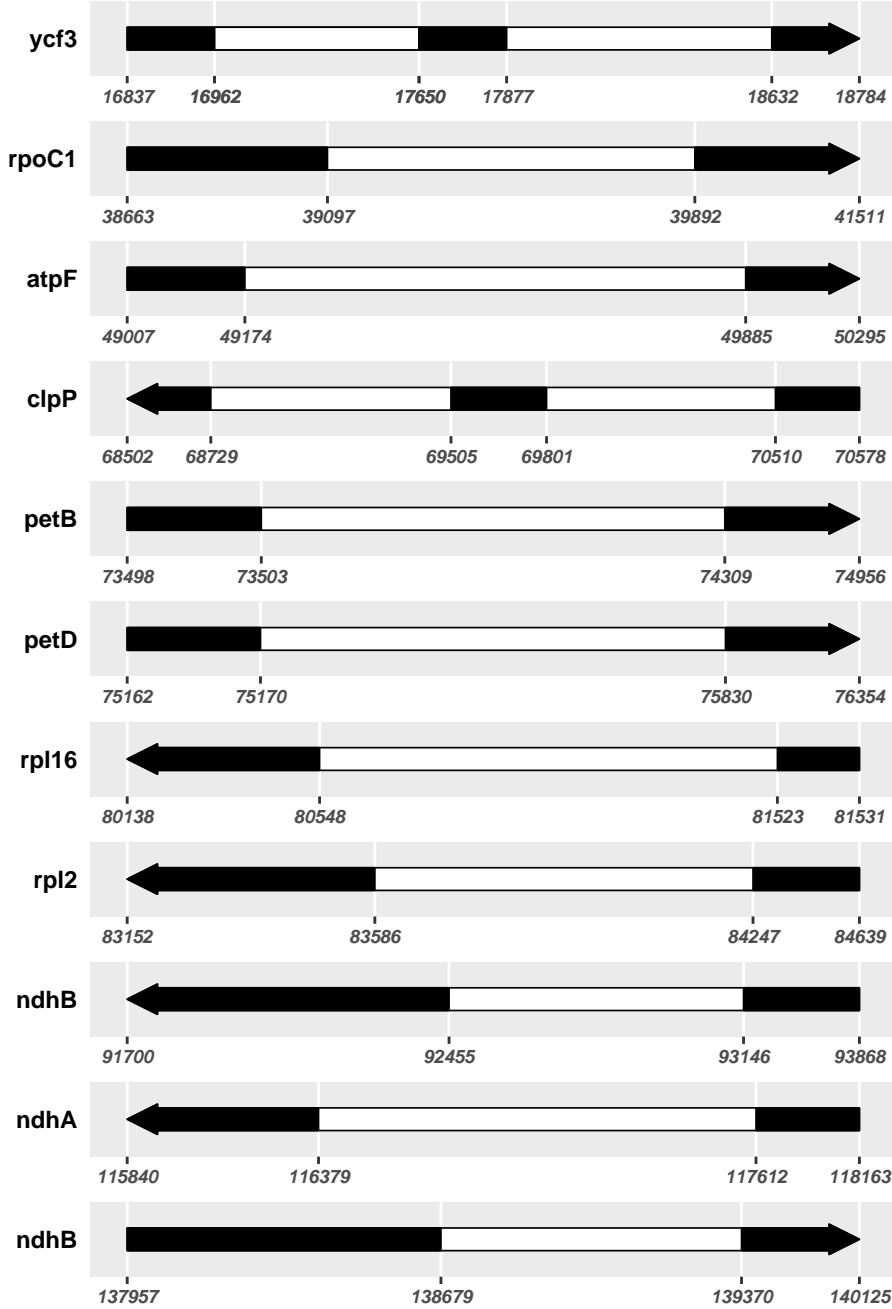 ycf3
16837 16962 17650 17877 18632 18784
rpoC1
38663 39097 39892 41511
atpF
49007 49174 49885 50295
clpP
68502 68729 69505 69801 70510 70578
petB
73498 73503 74309 74956
petD
75162 75170 75830 76354
rpl16
80138 80548 81523 81531
rpl2
83152 83586 84247 84639
ndhB
91700 92455 93146 93868
ndhA
115840 116379 117612 118163
ndhB
137957 138679 139370 140125